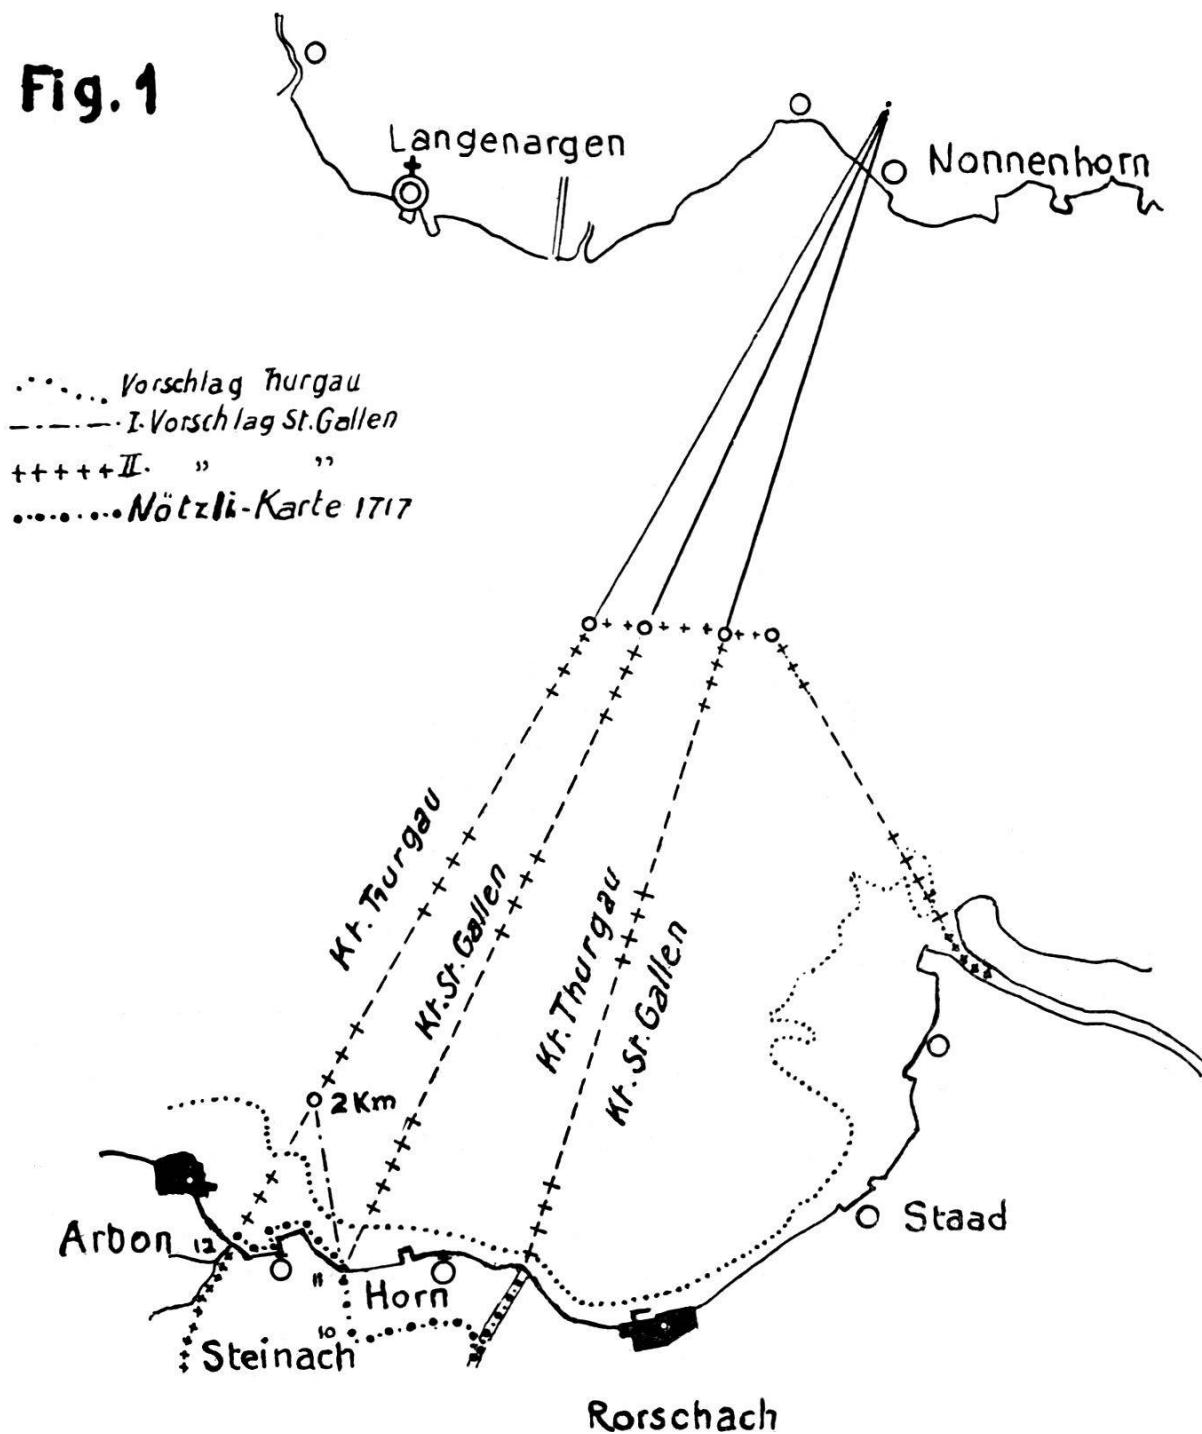 Fig. 1
Langenargen
Nonnenhorn
Vorschlag Thurgau
I. Vorschlag St. Gallen
II. " "
Nötzli-Karte 1717
Kt. Thurgau
Kt. St. Gallen
Kt. Thurgau
Kt. St. Gallen
2 Km
Arbon
12
Staad
11
Horn
10
Steinach
Rorschach